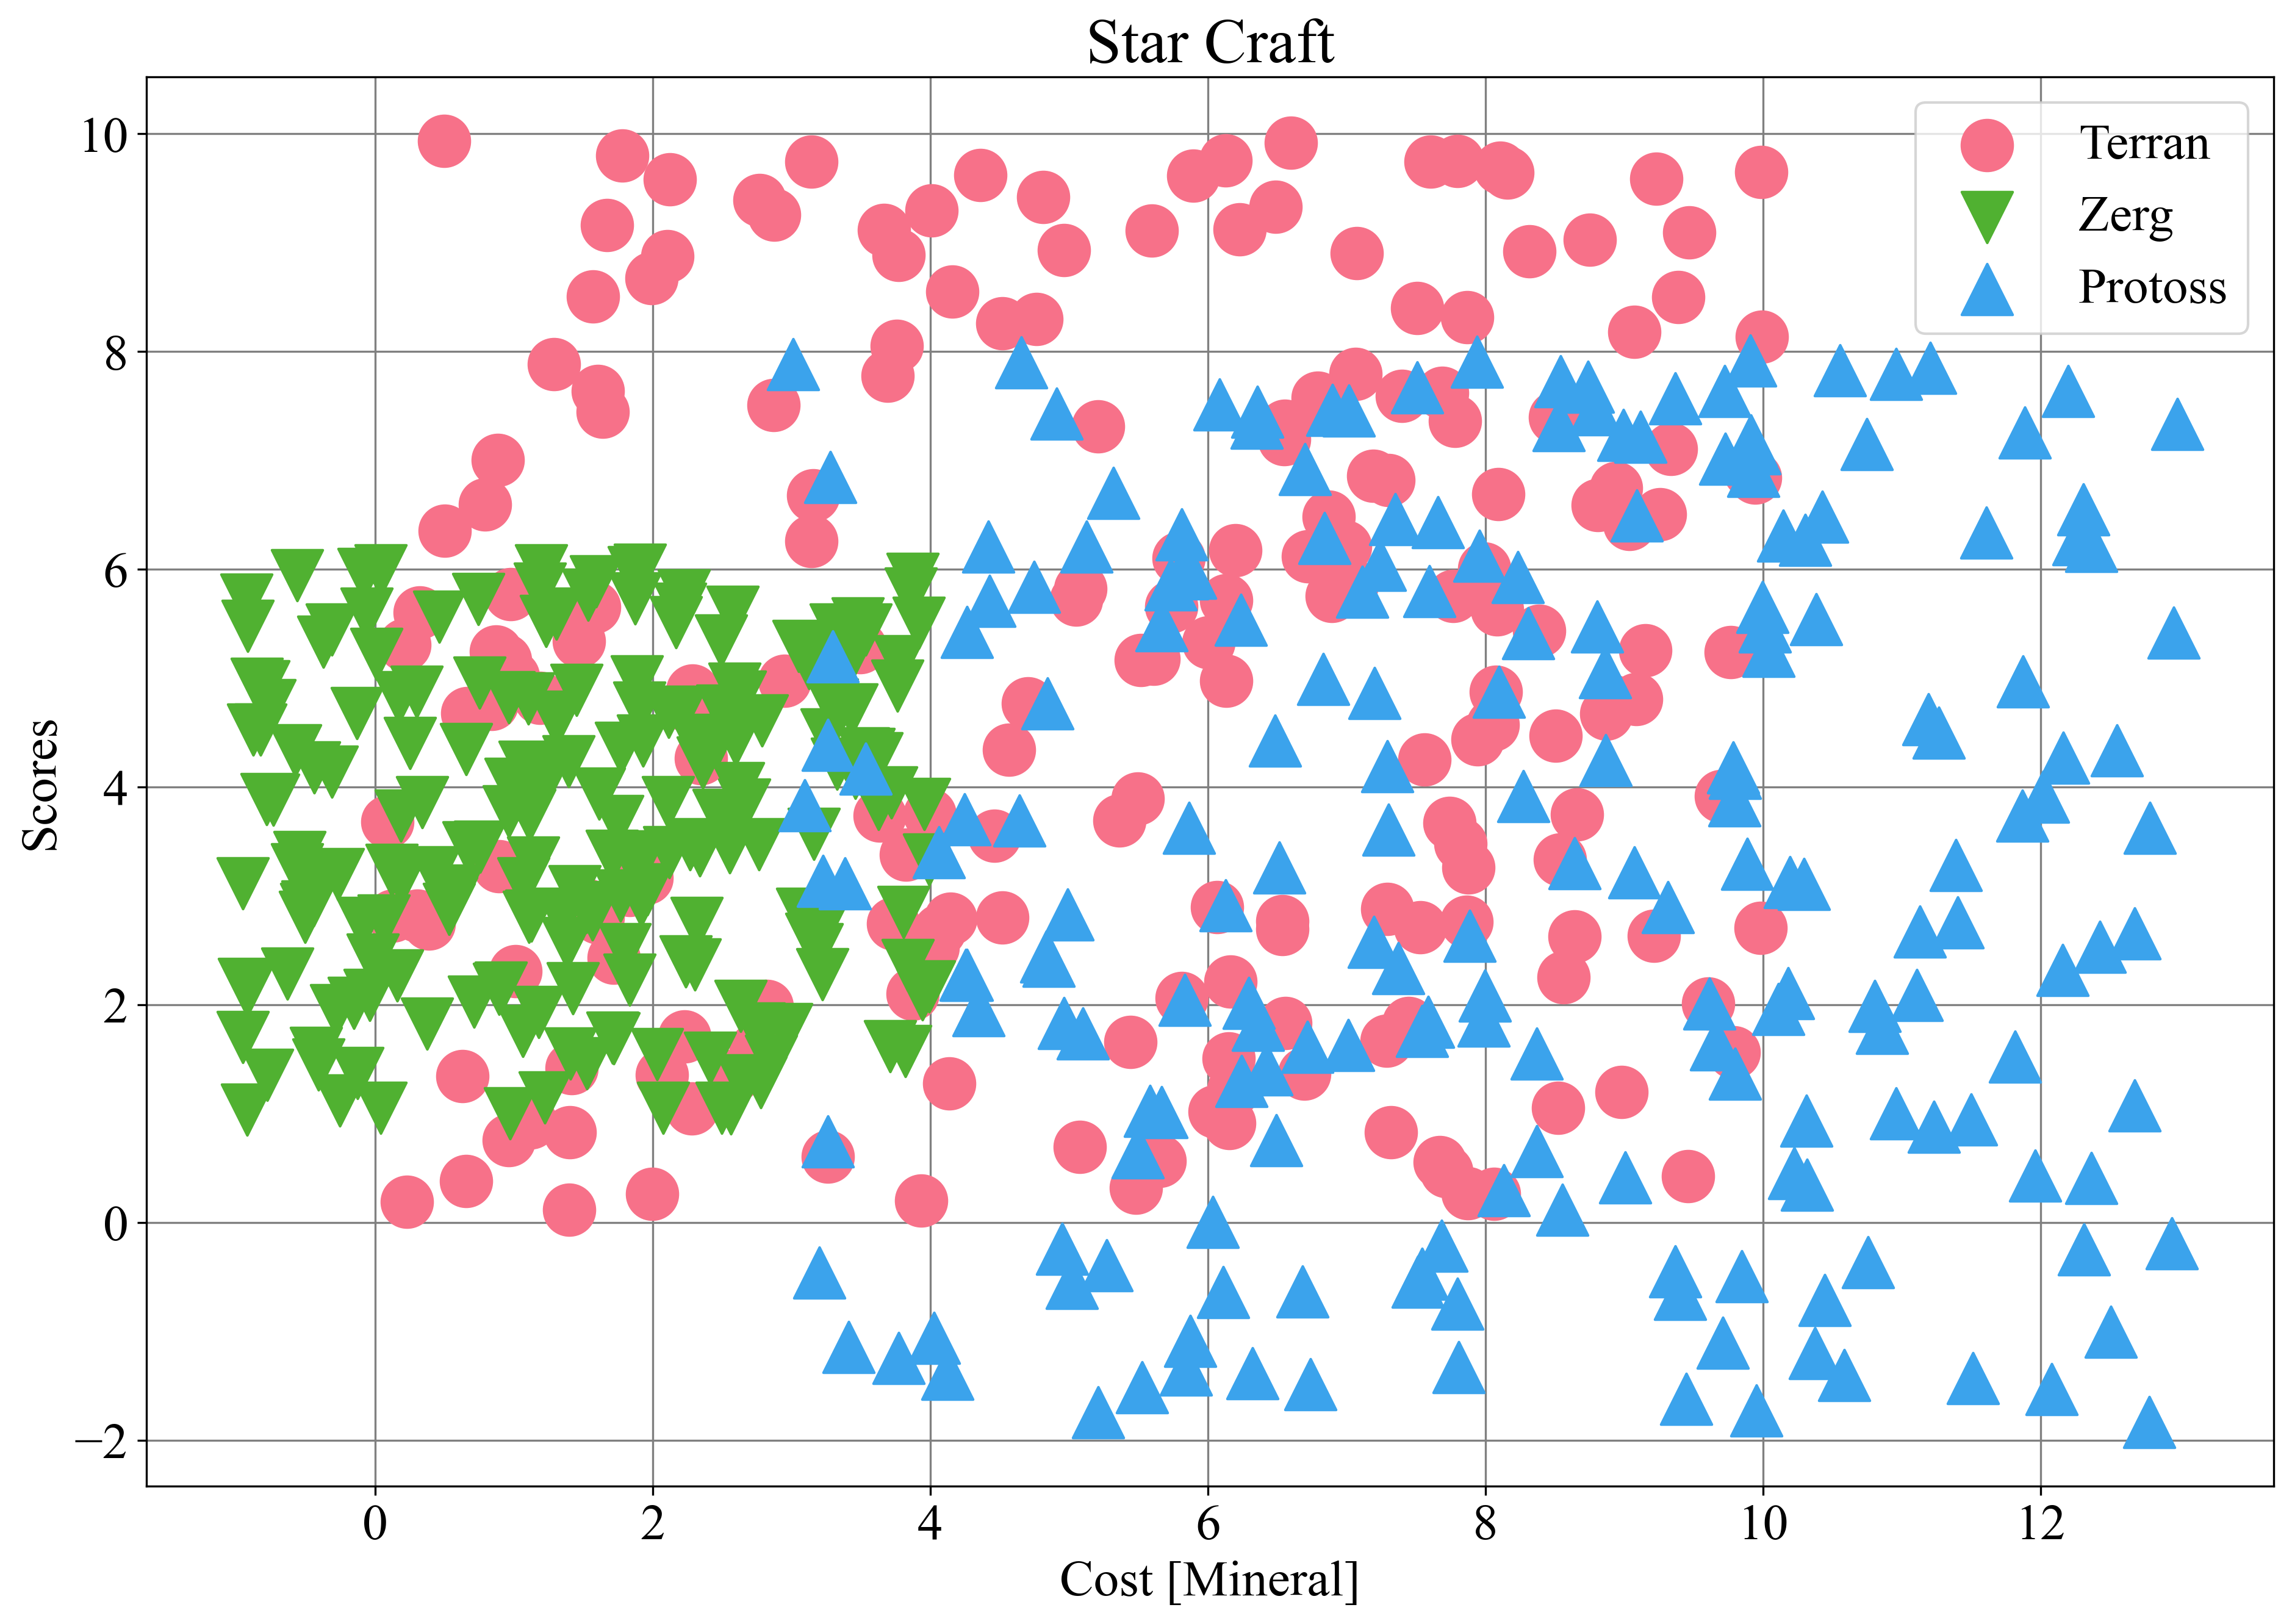 Star Craft
10
8
6
4
2
0
−2
Scores
0 2 4 6 8 10 12
Cost [Mineral]
Terran
Zerg
Protoss